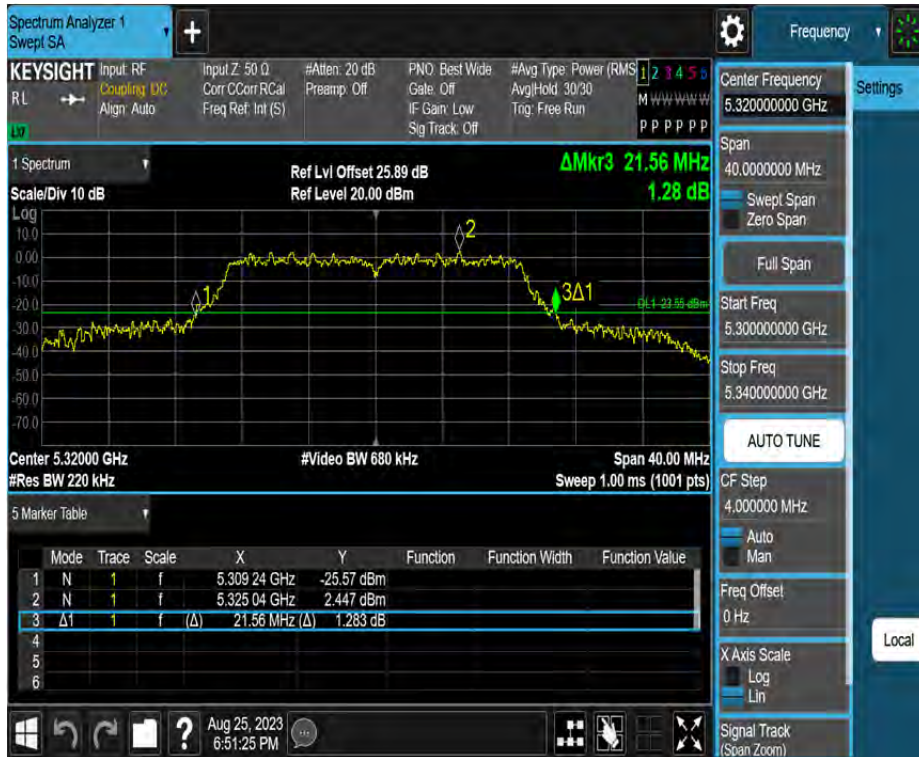 Spectrum Analyzer 1
Swept SA
+
Frequency
KEYSIGHT
RL
Input: RF
Coupling: DC
Align: Auto
Input Z: 50 Ω
Corr CCorr RCal
Freq Ref: Int (S)
#Atten: 20 dB
Preamp: Off
PNO: Best Wide
Gate: Off
IF Gain: Low
Sig Track: Off
#Avg Type: Power (RMS
Avg|Hold: 30/30
Trig: Free Run
1 2 3 4 5 6
M W W W W W
P P P P P P
Center Frequency
5.320000000 GHz
Settings
Span
40.0000000 MHz
Swept Span
Zero Span
Full Span
Start Freq
5.300000000 GHz
Stop Freq
5.340000000 GHz
AUTO TUNE
CF Step
4.000000 MHz
Auto
Man
Freq Offset
0 Hz
X Axis Scale
Log
Lin
Signal Track
(Span Zoom)
Local
1 Spectrum
Scale/Div 10 dB
Ref Lvl Offset 25.89 dB
Ref Level 20.00 dBm
ΔMkr3 21.56 MHz
1.28 dB
Log
10.0
0.00
-10.0
-20.0
-30.0
-40.0
-50.0
-60.0
-70.0
1
2
3Δ1
DL1 -23.55 dBm
Center 5.32000 GHz
#Video BW 680 kHz
Span 40.00 MHz
#Res BW 220 kHz
Sweep 1.00 ms (1001 pts)
5 Marker Table
Mode Trace Scale X Y Function Function Width Function Value
1 N 1 f 5.309 24 GHz -25.57 dBm
2 N 1 f 5.325 04 GHz 2.447 dBm
3 Δ1 1 f (Δ) 21.56 MHz (Δ) 1.283 dB
4
5
6
?
Aug 25, 2023
6:51:25 PM